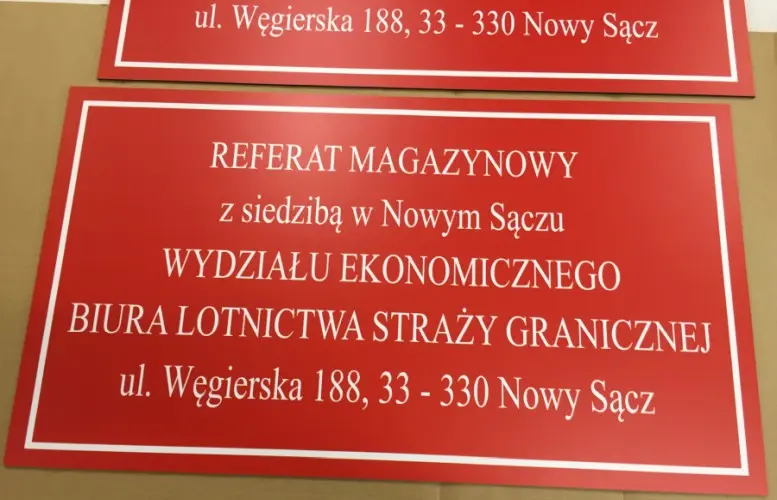 ul. Węgierska 188, 33 - 330 Nowy Sącz
REFERAT MAGAZYNOWY
z siedzibą w Nowym Sączu
WYDZIAŁU EKONOMICZNEGO
BIURA LOTNICTWA STRAŻY GRANICZNEJ
ul. Węgierska 188, 33 - 330 Nowy Sącz